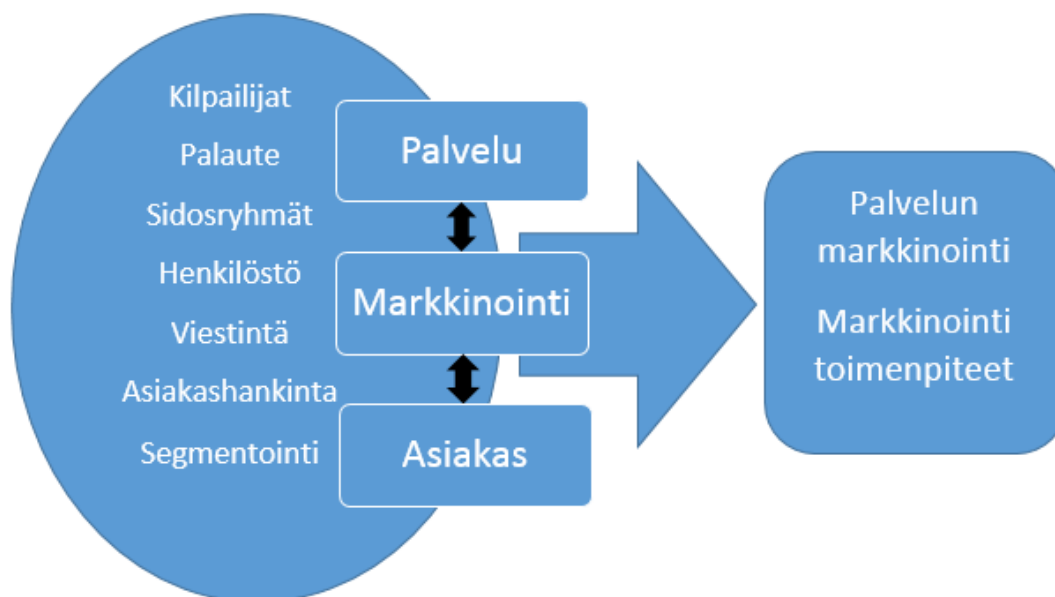 Kilpailijat
Palaute
Sidosryhmät
Henkilöstö
Viestintä
Asiakashankinta
Segmentointi
Palvelu
Markkinointi
Asiakas
Palvelun
markkinointi
Markkinointi
toimenpiteet